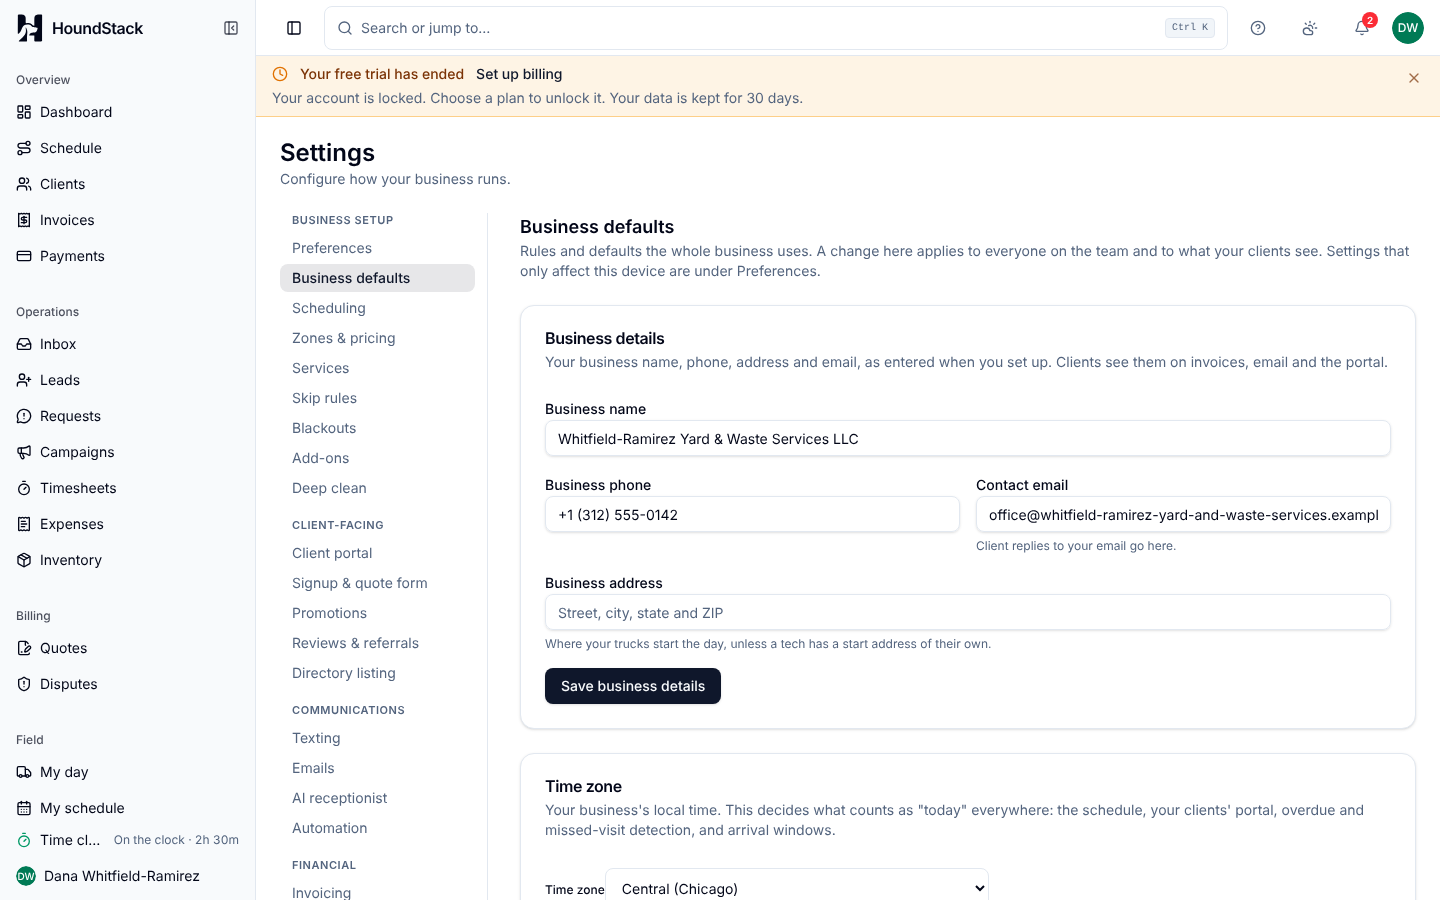 HoundStack
Overview
Dashboard
Schedule
Clients
Invoices
Payments
Operations
Inbox
Leads
Requests
Campaigns
Timesheets
Expenses
Inventory
Billing
Quotes
Disputes
Field
My day
My schedule
Time cl... On the clock · 2h 30m
DW Dana Whitfield-Ramirez
Search or jump to... Ctrl K
2
DW
Your free trial has ended Set up billing
Your account is locked. Choose a plan to unlock it. Your data is kept for 30 days.
Settings
Configure how your business runs.
BUSINESS SETUP
Preferences
Business defaults
Scheduling
Zones & pricing
Services
Skip rules
Blackouts
Add-ons
Deep clean
CLIENT-FACING
Client portal
Signup & quote form
Promotions
Reviews & referrals
Directory listing
COMMUNICATIONS
Texting
Emails
AI receptionist
Automation
FINANCIAL
Invoicing
Business defaults
Rules and defaults the whole business uses. A change here applies to everyone on the team and to what your clients see. Settings that
only affect this device are under Preferences.
Business details
Your business name, phone, address and email, as entered when you set up. Clients see them on invoices, email and the portal.
Business name
Whitfield-Ramirez Yard & Waste Services LLC
Business phone
+1 (312) 555-0142
Contact email
office@whitfield-ramirez-yard-and-waste-services.exampl
Client replies to your email go here.
Business address
Street, city, state and ZIP
Where your trucks start the day, unless a tech has a start address of their own.
Save business details
Time zone
Your business's local time. This decides what counts as "today" everywhere: the schedule, your clients' portal, overdue and
missed-visit detection, and arrival windows.
Time zone Central (Chicago)